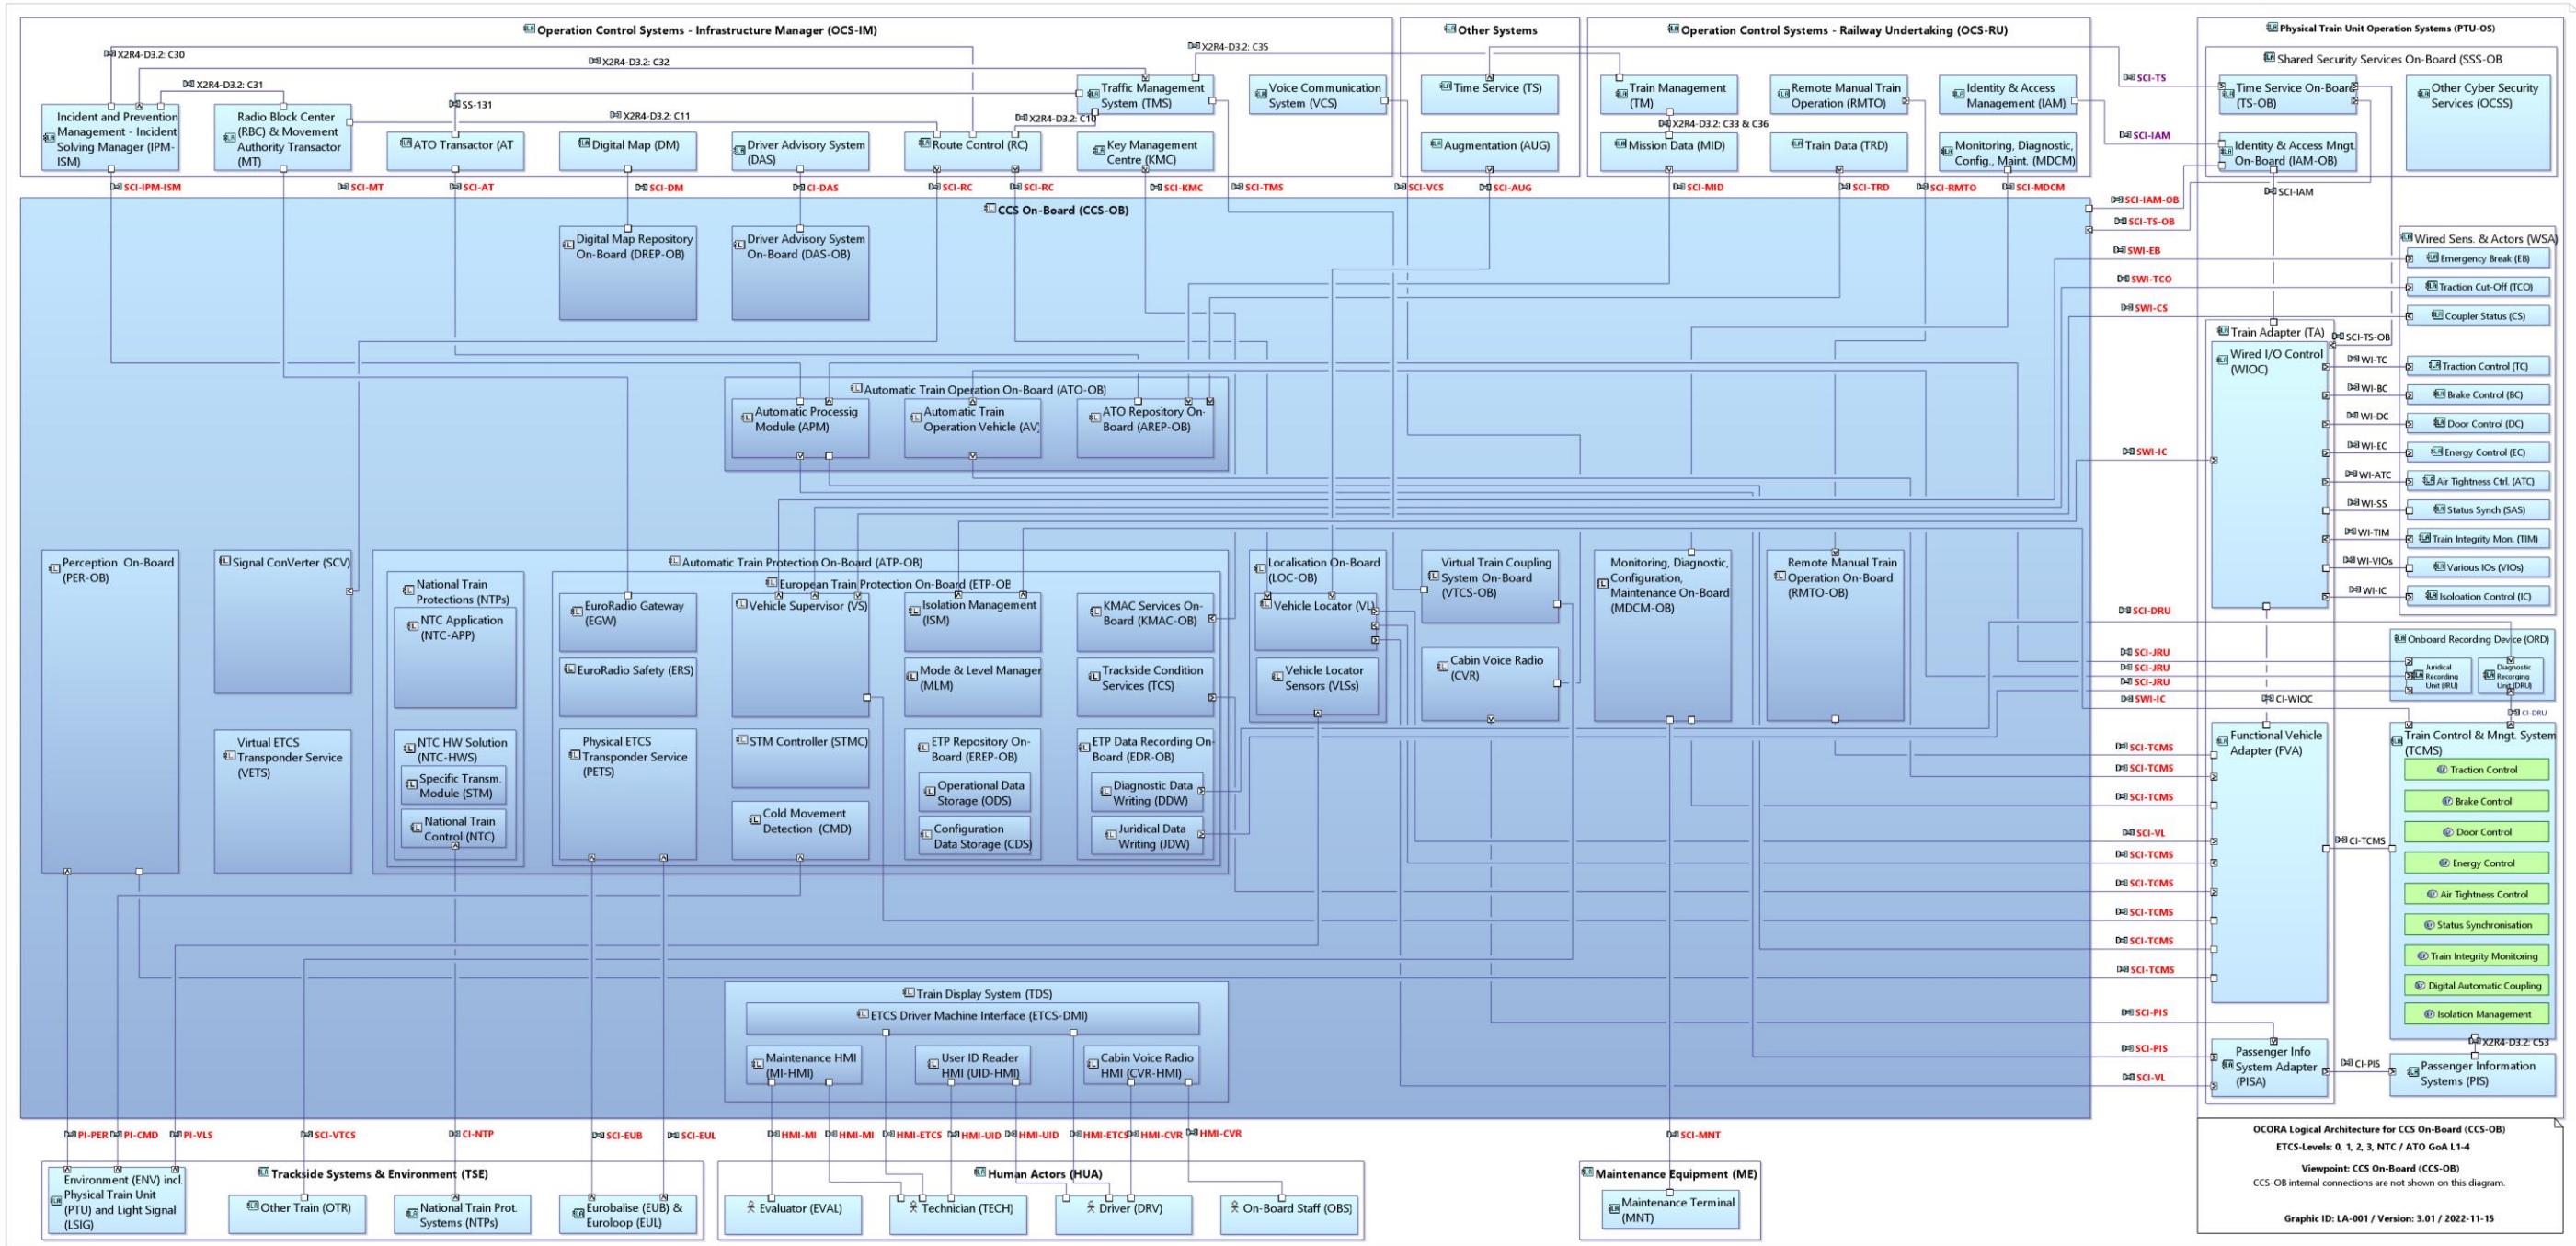 Operation Control Systems - Infrastructure Manager (OCS-IM)
Other Systems
Operation Control Systems - Railway Undertaking (OCS-RU)
Physical Train Unit Operation Systems (PTU-OS)
X2R4-D3.2: C30
X2R4-D3.2: C35
X2R4-D3.2: C32
X2R4-D3.2: C31
SS-131
X2R4-D3.2: C11
X2R4-D3.2: C10
Incident and Prevention
Management - Incident
Solving Manager (IPM-
ISM)
Radio Block Center
(RBC) & Movement
Authority Transactor
(MT)
ATO Transactor (AT
Digital Map (DM)
Driver Advisory System
(DAS)
Route Control (RC)
Traffic Management
System (TMS)
Key Management
Centre (KMC)
Voice Communication
System (VCS)
Time Service (TS)
Augmentation (AUG)
Train Management
(TM)
X2R4-D3.2: C33 & C36
Mission Data (MID)
Remote Manual Train
Operation (RMTO)
Train Data (TRD)
Identity & Access
Management (IAM)
Monitoring, Diagnostic,
Config., Maint. (MDCM)
SCI-TS
SCI-IAM
Shared Security Services On-Board (SSS-OB
Time Service On-Board
(TS-OB)
Other Cyber Security
Services (OCSS)
Identity & Access Mngt.
On-Board (IAM-OB)
SCI-IPM-ISM
SCI-MT
SCI-AT
SCI-DM
CI-DAS
SCI-RC
SCI-RC
SCI-KMC
SCI-TMS
SCI-VCS
SCI-AUG
SCI-MID
SCI-TRD
SCI-RMTO
SCI-MDCM
SCI-IAM
CCS On-Board (CCS-OB)
SCI-IAM-OB
SCI-TS-OB
SWI-EB
SWI-TCO
SWI-CS
SWI-IC
Digital Map Repository
On-Board (DREP-OB)
Driver Advisory System
On-Board (DAS-OB)
Wired Sens. & Actors (WSA)
Emergency Break (EB)
Traction Cut-Off (TCO)
Coupler Status (CS)
Train Adapter (TA)
SCI-TS-OB
Wired I/O Control
(WIOC)
WI-TC
Traction Control (TC)
WI-BC
Brake Control (BC)
WI-DC
Door Control (DC)
WI-EC
Energy Control (EC)
WI-ATC
Air Tightness Ctrl. (ATC)
WI-SS
Status Synch (SAS)
WI-TIM
Train Integrity Mon. (TIM)
WI-VIOs
Various IOs (VIOs)
WI-IC
Isoloation Control (IC)
Automatic Train Operation On-Board (ATO-OB)
Automatic Processig
Module (APM)
Automatic Train
Operation Vehicle (AV)
ATO Repository On-
Board (AREP-OB)
Perception On-Board
(PER-OB)
Signal ConVerter (SCV)
Virtual ETCS
Transponder Service
(VETS)
Automatic Train Protection On-Board (ATP-OB)
National Train
Protections (NTPs)
NTC Application
(NTC-APP)
NTC HW Solution
(NTC-HWS)
Specific Transm.
Module (STM)
National Train
Control (NTC)
European Train Protection On-Board (ETP-OB
EuroRadio Gateway
(EGW)
EuroRadio Safety (ERS)
Physical ETCS
Transponder Service
(PETS)
Vehicle Supervisor (VS)
STM Controller (STMC)
Cold Movement
Detection (CMD)
Isolation Management
(ISM)
Mode & Level Manager
(MLM)
ETP Repository On-
Board (EREP-OB)
Operational Data
Storage (ODS)
Configuration
Data Storage (CDS)
KMAC Services On-
Board (KMAC-OB)
Trackside Condition
Services (TCS)
ETP Data Recording On-
Board (EDR-OB)
Diagnostic Data
Writing (DDW)
Juridical Data
Writing (JDW)
Localisation On-Board
(LOC-OB)
Vehicle Locator (VL)
Vehicle Locator
Sensors (VLSs)
Virtual Train Coupling
System On-Board
(VTCS-OB)
Cabin Voice Radio
(CVR)
Monitoring, Diagnostic,
Configuration,
Maintenance On-Board
(MDCM-OB)
Remote Manual Train
Operation On-Board
(RMTO-OB)
SCI-DRU
SCI-JRU
SCI-JRU
SCI-JRU
SWI-IC
SCI-TCMS
SCI-TCMS
SCI-TCMS
SCI-VL
SCI-TCMS
SCI-TCMS
SCI-TCMS
SCI-TCMS
SCI-TCMS
SCI-PIS
SCI-PIS
SCI-VL
Onboard Recording Device (ORD)
Juridical
Recording
Unit (JRU)
Diagnostic
Recorging
Unit (DRU)
CI-WIOC
CI-DRU
Functional Vehicle
Adapter (FVA)
CI-TCMS
Train Control & Mngt. System
(TCMS)
Traction Control
Brake Control
Door Control
Energy Control
Air Tightness Control
Status Synchronisation
Train Integrity Monitoring
Digital Automatic Coupling
Isolation Management
X2R4-D3.2: C53
Passenger Info
System Adapter
(PISA)
CI-PIS
Passenger Information
Systems (PIS)
Train Display System (TDS)
ETCS Driver Machine Interface (ETCS-DMI)
Maintenance HMI
(MI-HMI)
User ID Reader
HMI (UID-HMI)
Cabin Voice Radio
HMI (CVR-HMI)
PI-PER
PI-CMD
PI-VLS
SCI-VTCS
CI-NTP
SCI-EUB
SCI-EUL
HMI-MI
HMI-MI
HMI-ETCS
HMI-UID
HMI-UID
HMI-ETCS
HMI-CVR
HMI-CVR
SCI-MNT
Trackside Systems & Environment (TSE)
Environment (ENV) incl.
Physical Train Unit
(PTU) and Light Signal
(LSIG)
Other Train (OTR)
National Train Prot.
Systems (NTPs)
Eurobalise (EUB) &
Euroloop (EUL)
Human Actors (HUA)
Evaluator (EVAL)
Technician (TECH)
Driver (DRV)
On-Board Staff (OBS)
Maintenance Equipment (ME)
Maintenance Terminal
(MNT)
OCORA Logical Architecture for CCS On-Board (CCS-OB)
ETCS-Levels: 0, 1, 2, 3, NTC / ATO GoA L1-4
Viewpoint: CCS On-Board (CCS-OB)
CCS-OB internal connections are not shown on this diagram.
Graphic ID: LA-001 / Version: 3.01 / 2022-11-15